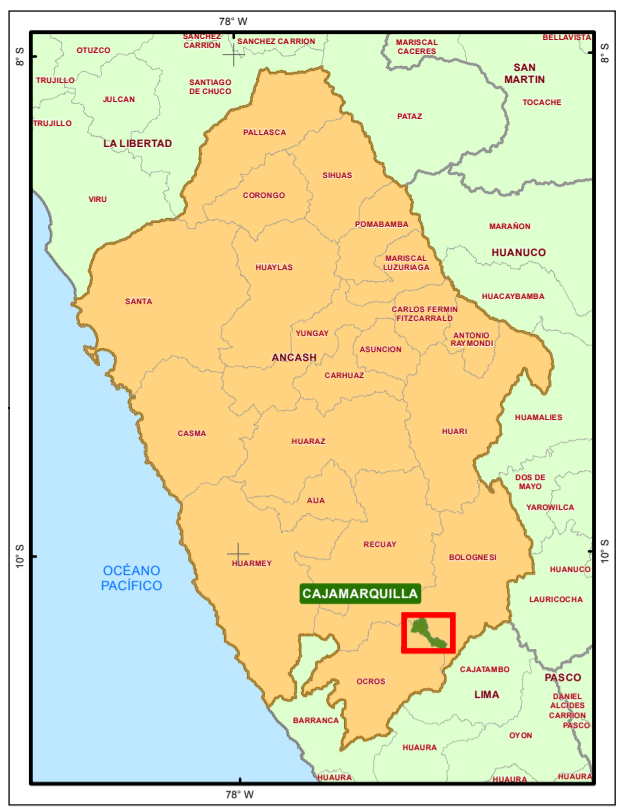 78° W
8° S
8° S
SANCHEZ
CARRION
SANCHEZ CARRION
MARISCAL
CACERES
BELLAVISTA
OTUZCO
SAN
MARTIN
TRUJILLO
SANTIAGO
DE CHUCO
JULCAN
TOCACHE
PATAZ
TRUJILLO
PALLASCA
LA LIBERTAD
SIHUAS
CORONGO
VIRU
POMABAMBA
MARAÑON
HUANUCO
MARISCAL
LUZURIAGA
HUAYLAS
SANTA
HUACAYBAMBA
CARLOS FERMIN
FITZCARRALD
YUNGAY
ANTONIO
RAYMONDI
ASUNCION
ANCASH
CARHUAZ
HUAMALIES
CASMA
HUARI
HUARAZ
DOS DE
MAYO
AIJA
YAROWILCA
RECUAY
10° S
10° S
BOLOGNESI
HUARMEY
OCÉANO
PACÍFICO
HUANUCO
CAJAMARQUILLA
LAURICOCHA
CAJATAMBO
OCROS
PASCO
LIMA
DANIEL
ALCIDES
CARRION
PASCO
BARRANCA
OYON
HUAURA
HUAURA
HUAURA
HUAURA
78° W